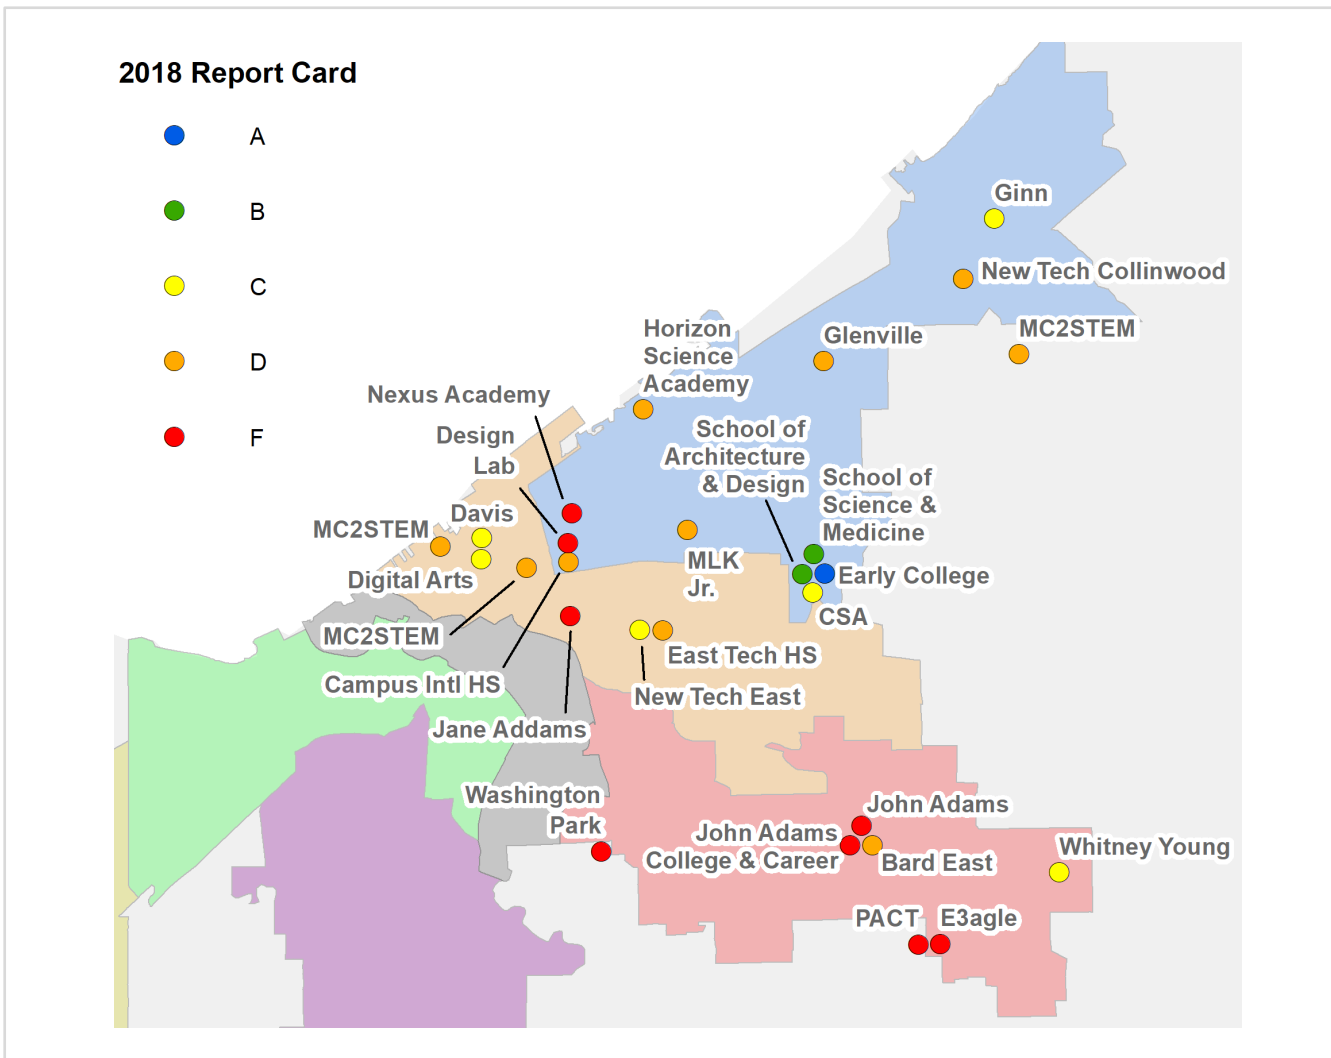 2018 Report Card
A
B
C
D
F
Ginn
New Tech Collinwood
MC2STEM
Glenville
Horizon
Science
Academy
Nexus Academy
Design
Lab
School of
Architecture
& Design
School of
Science &
Medicine
Davis
MC2STEM
Digital Arts
MLK
Jr.
Early College
CSA
MC2STEM
East Tech HS
Campus Intl HS
New Tech East
Jane Addams
Washington
Park
John Adams
John Adams
College & Career
Bard East
Whitney Young
PACT
E3agle